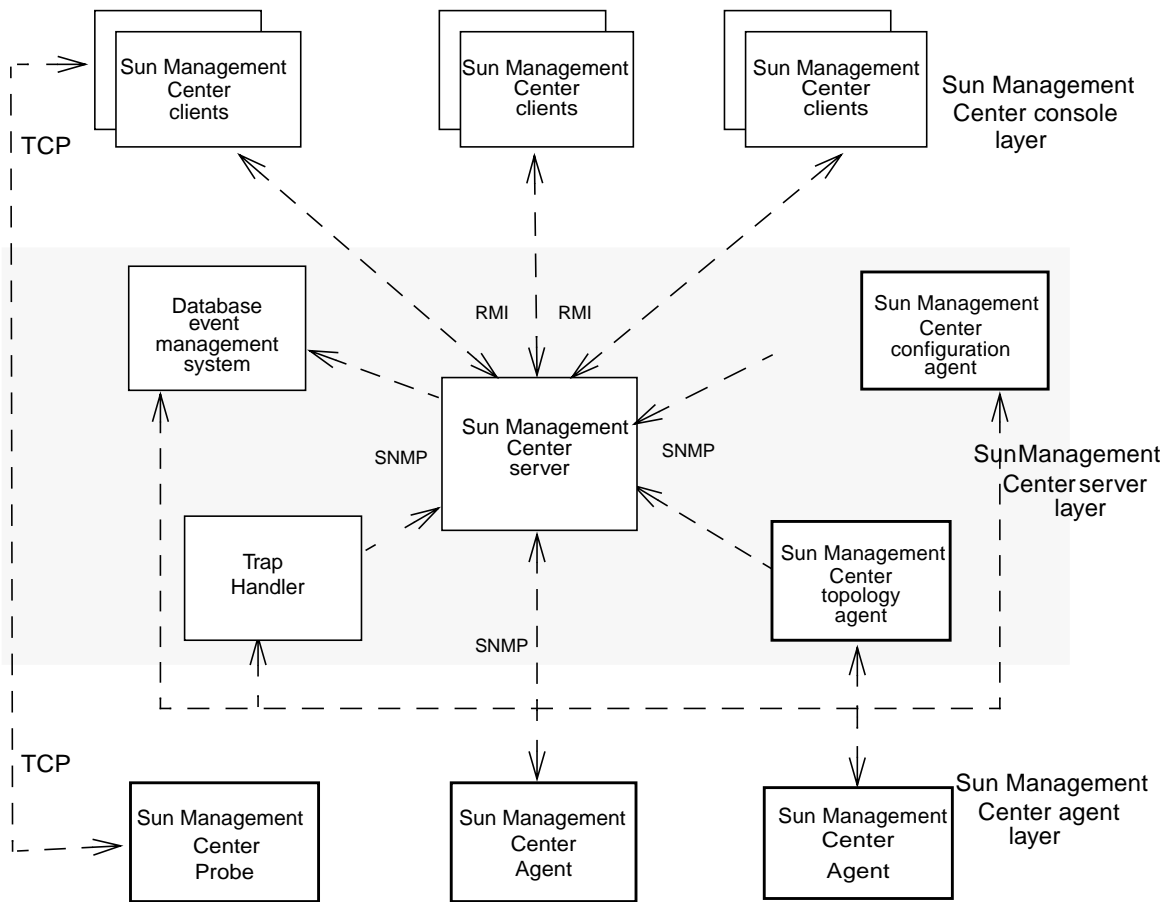 Sun Management
Center
clients
Sun Management
Center
clients
Sun Management
Center
clients
Sun Management
Center console
layer
TCP
Database
event
management
system
RMI
RMI
Sun Management
Center
configuration
agent
Sun Management
Center
server
SNMP
SNMP
SunManagement
Center server
layer
Trap
Handler
Sun Management
Center
topology
agent
SNMP
TCP
Sun Management
Center
Probe
Sun Management
Center
Agent
Sun Management
Center
Agent
Sun Management
Center agent
layer